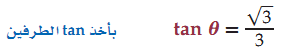 tan θ = √3/3 بأخذ tan الطرفين